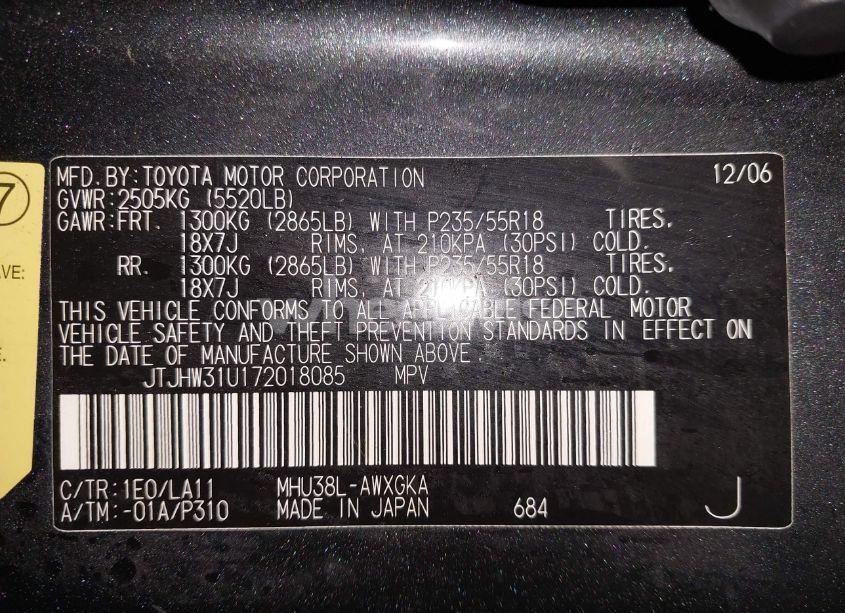 7
AVE:
E.
MFD.BY:TOYOTA MOTOR CORPORATION 12/06
GVWR:2505KG (5520LB)
GAWR:FRT. 1300KG (2865LB) WITH P235/55R18 TIRES.
18X7J RIMS, AT 210KPA (30PSI) COLD.
RR. 1300KG (2865LB) WITH P235/55R18 TIRES.
18X7J RIMS, AT 210KPA (30PSI) COLD.
THIS VEHICLE CONFORMS TO ALL APPLICABLE FEDERAL MOTOR
VEHICLE SAFETY AND THEFT PREVENTION STANDARDS IN EFFECT ON
THE DATE OF MANUFACTURE SHOWN ABOVE.
JTJHW31U172018085 MPV
C/TR:1E0/LA11 MHU38L-AWXGKA
A/TM:-01A/P310 MADE IN JAPAN 684 J